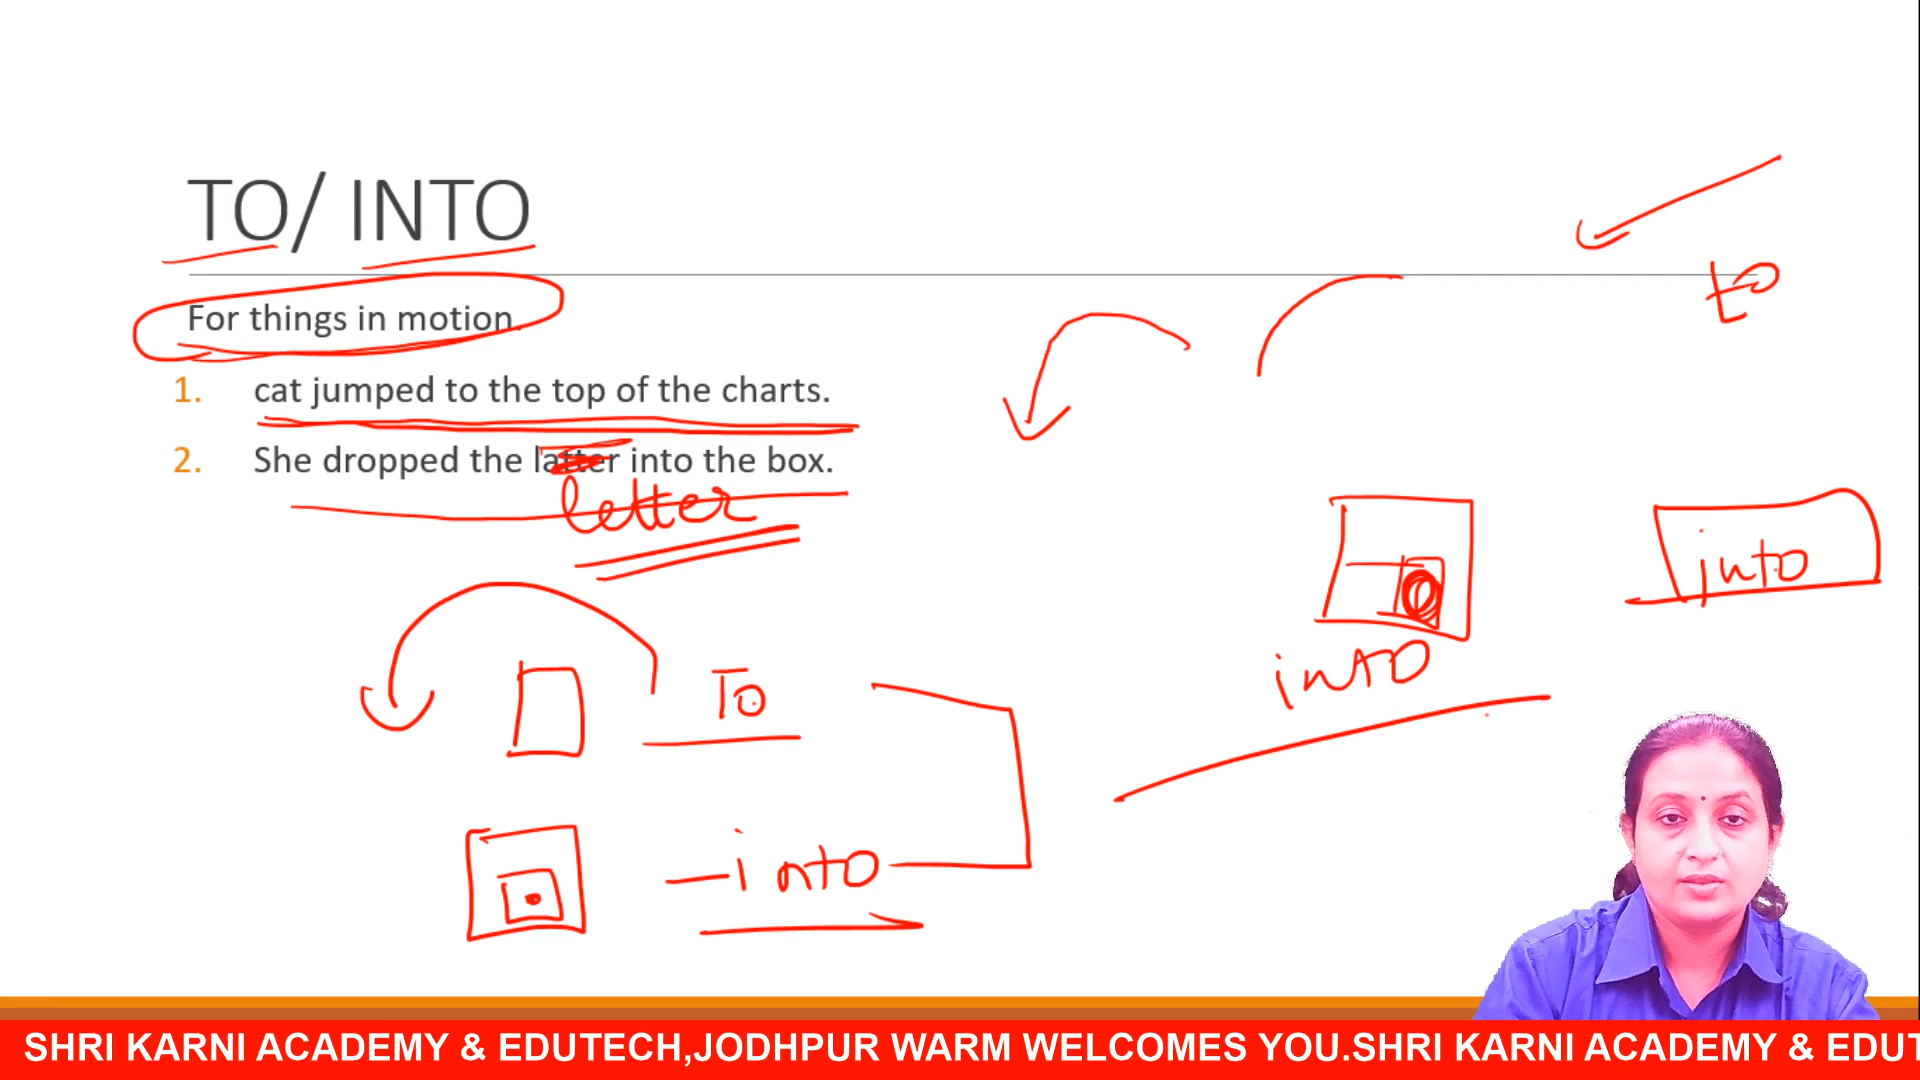 TO/ INTO
For things in motion.
1. cat jumped to the top of the charts.
2. She dropped the latter into the box.
letter
to
into
into
To
into
SHRI KARNI ACADEMY & EDUTECH,JODHPUR WARM WELCOMES YOU.SHRI KARNI ACADEMY & EDUT